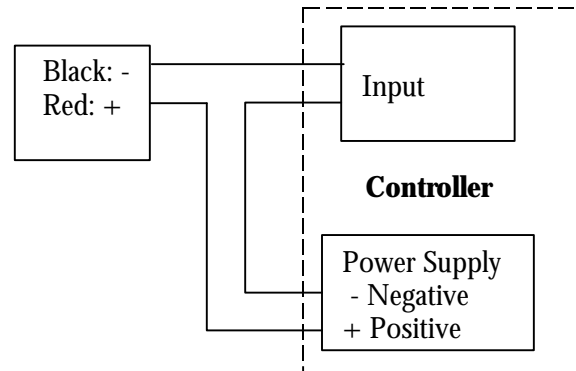 Black: -
Red: +
Input
Controller
Power Supply
- Negative
+ Positive